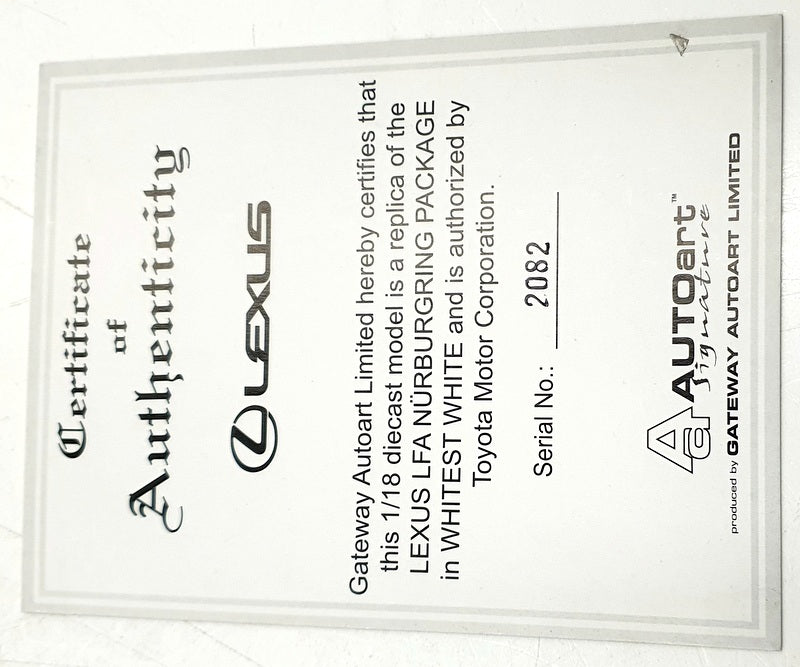 Certificate
of
Authenticity
LEXUS
Gateway Autoart Limited hereby certifies that
this 1/18 diecast model is a replica of the
LEXUS LFA NÜRBURGRING PACKAGE
in WHITEST WHITE and is authorized by
Toyota Motor Corporation.
Serial No.: 2082
Aa AUTOart™
Signature
produced by GATEWAY AUTOART LIMITED